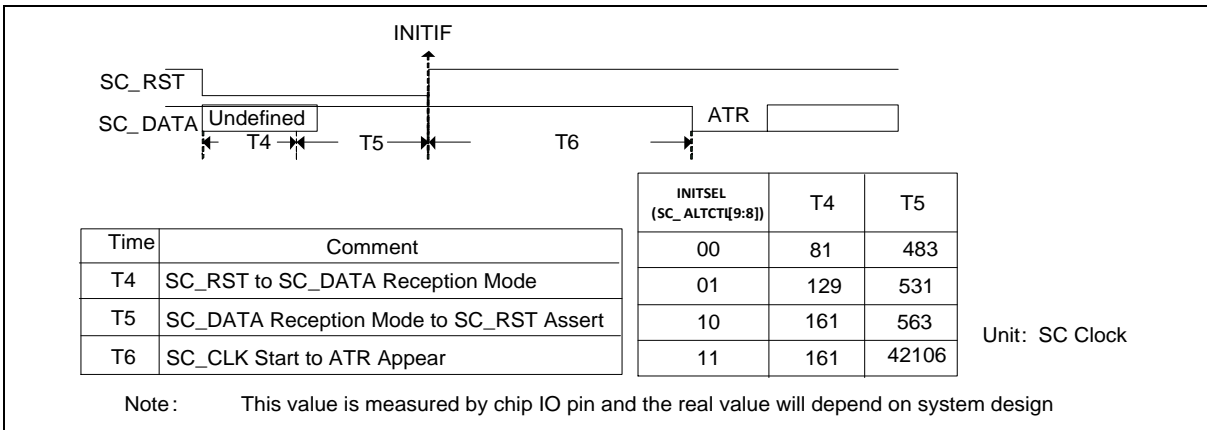 INITIF
SC_RST
SC_DATA Undefined ATR
T4 T5 T6
INITSEL
(SC_ ALTCTL[9:8]) T4 T5
00 81 483
01 129 531
10 161 563
11 161 42106
Unit: SC Clock
Time Comment
T4 SC_RST to SC_DATA Reception Mode
T5 SC_DATA Reception Mode to SC_RST Assert
T6 SC_CLK Start to ATR Appear
Note: This value is measured by chip IO pin and the real value will depend on system design